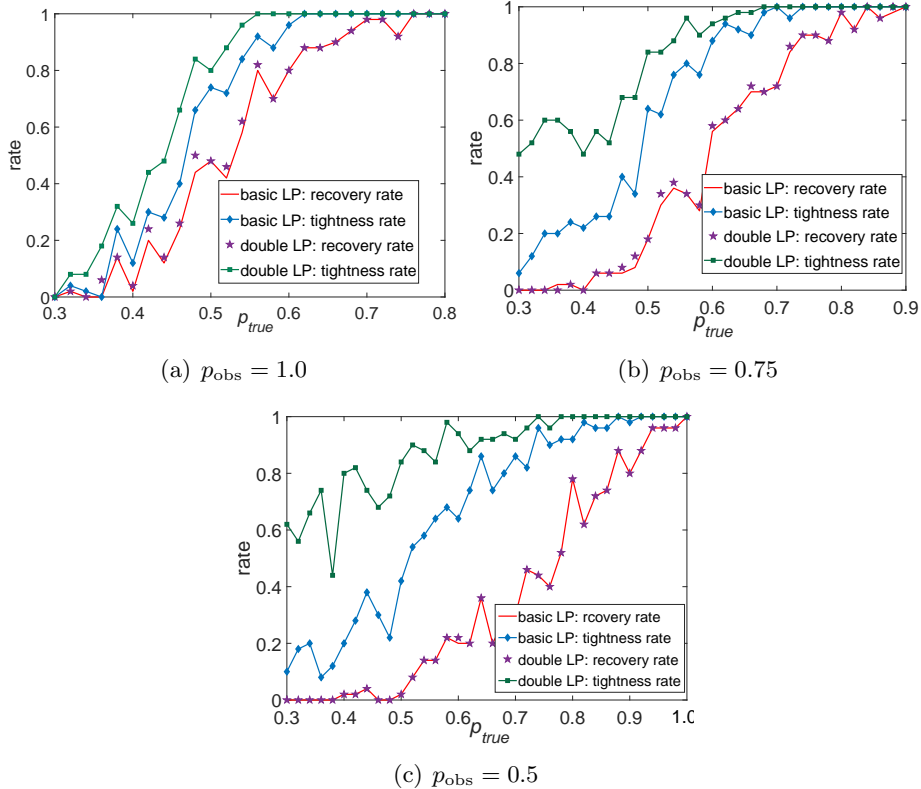 1
0.8
0.6
0.4
0.2
0
rate
0.3 0.4 0.5 0.6 0.7 0.8
p_true
basic LP: recovery rate
basic LP: tightness rate
double LP: recovery rate
double LP: tightness rate
(a) p_obs = 1.0
1
0.8
0.6
0.4
0.2
0
rate
0.3 0.4 0.5 0.6 0.7 0.8 0.9
p_true
basic LP: recovery rate
basic LP: tightness rate
double LP: recovery rate
double LP: tightness rate
(b) p_obs = 0.75
1
0.8
0.6
0.4
0.2
0
rate
0.3 0.4 0.5 0.6 0.7 0.8 0.9 1.0
p_true
basic LP: rcovery rate
basic LP: tightness rate
double LP: recovery rate
double LP: tightness rate
(c) p_obs = 0.5